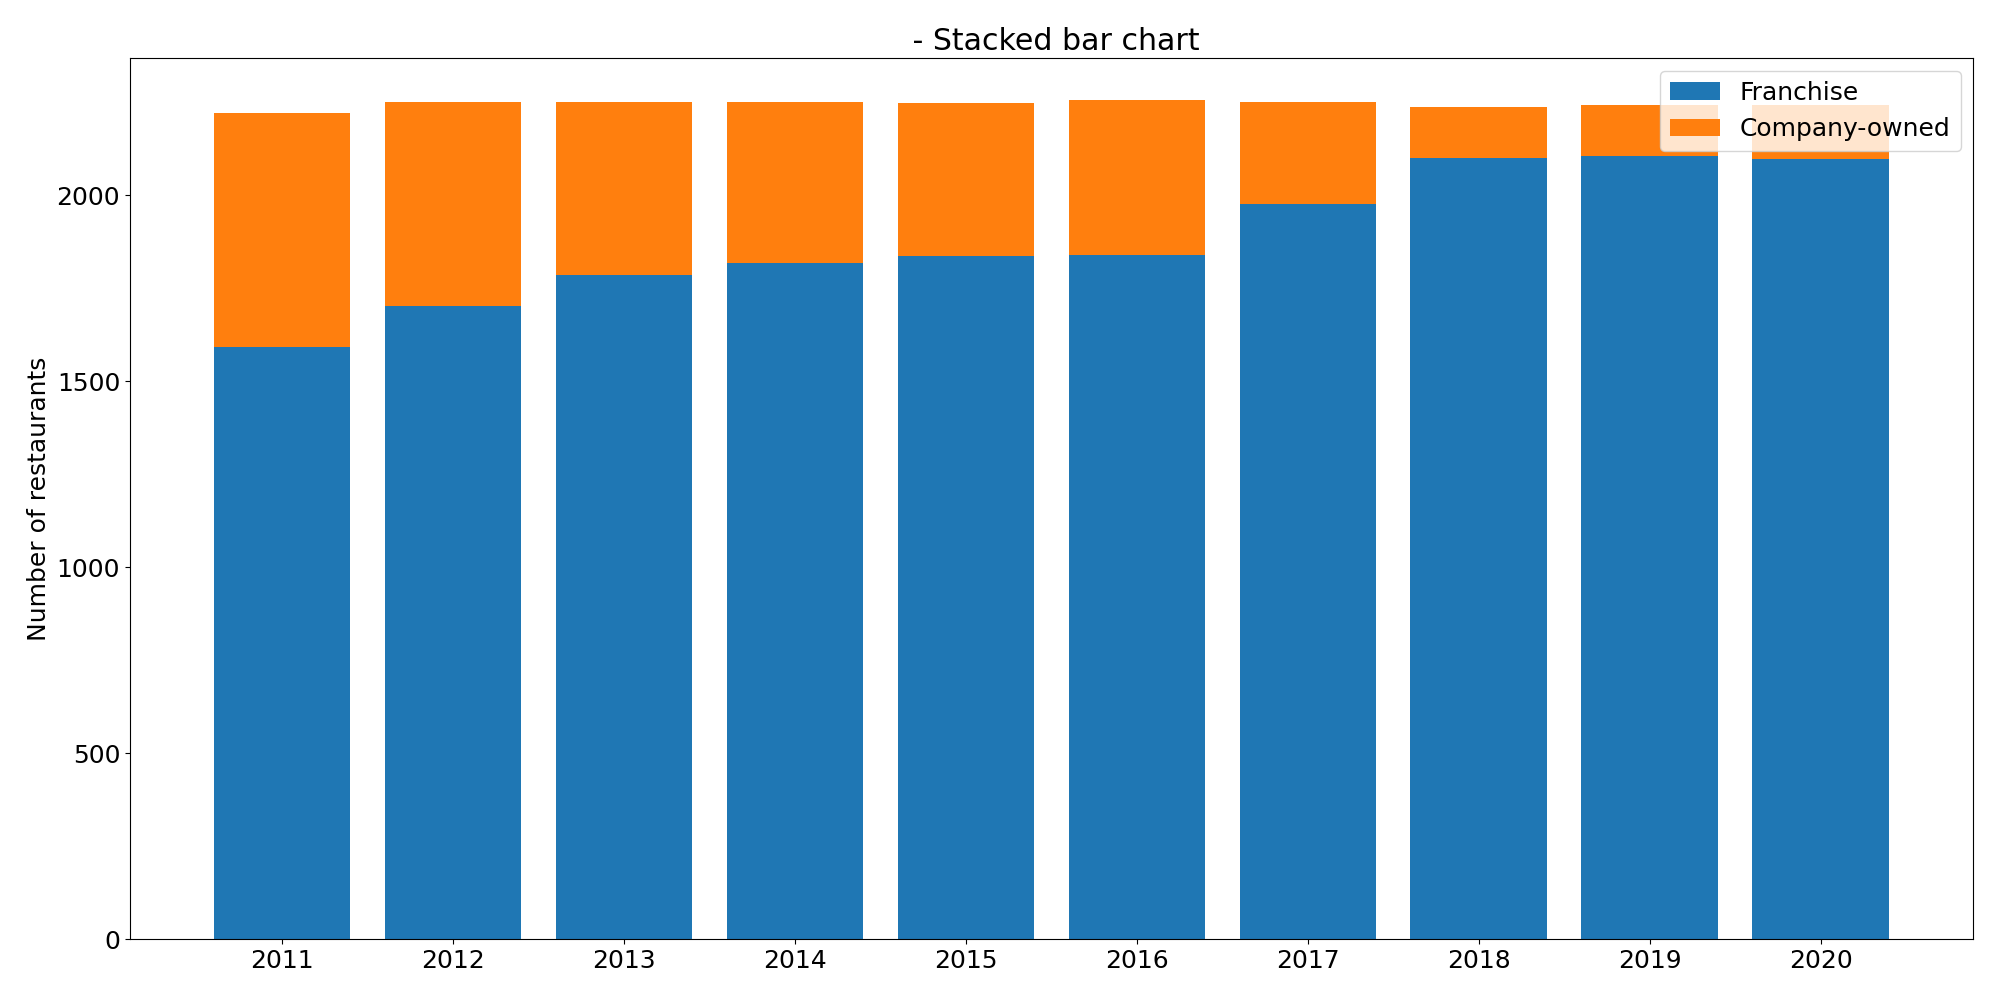 - Stacked bar chart
Franchise
Company-owned
Number of restaurants
2000
1500
1000
500
0
2011 2012 2013 2014 2015 2016 2017 2018 2019 2020